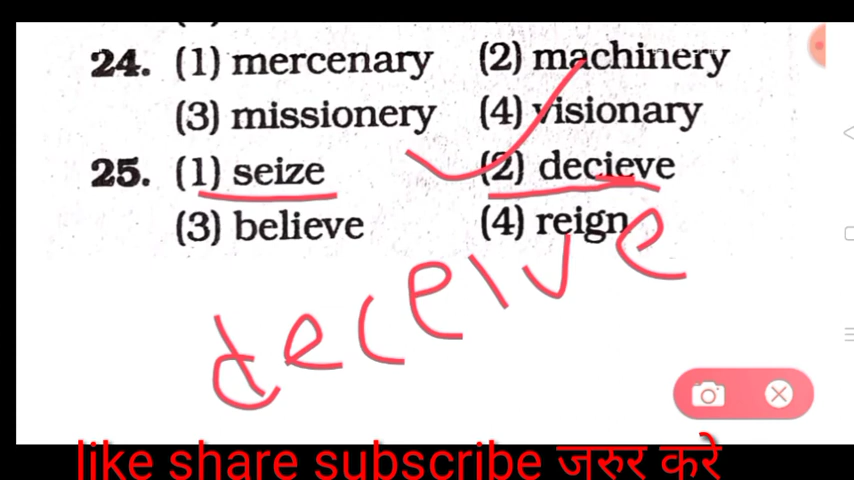 24. (1) mercenary (2) machinery
(3) missionery (4) visionary
25. (1) seize (2) decieve
(3) believe (4) reign
deceive
like share subscribe जरुर करे